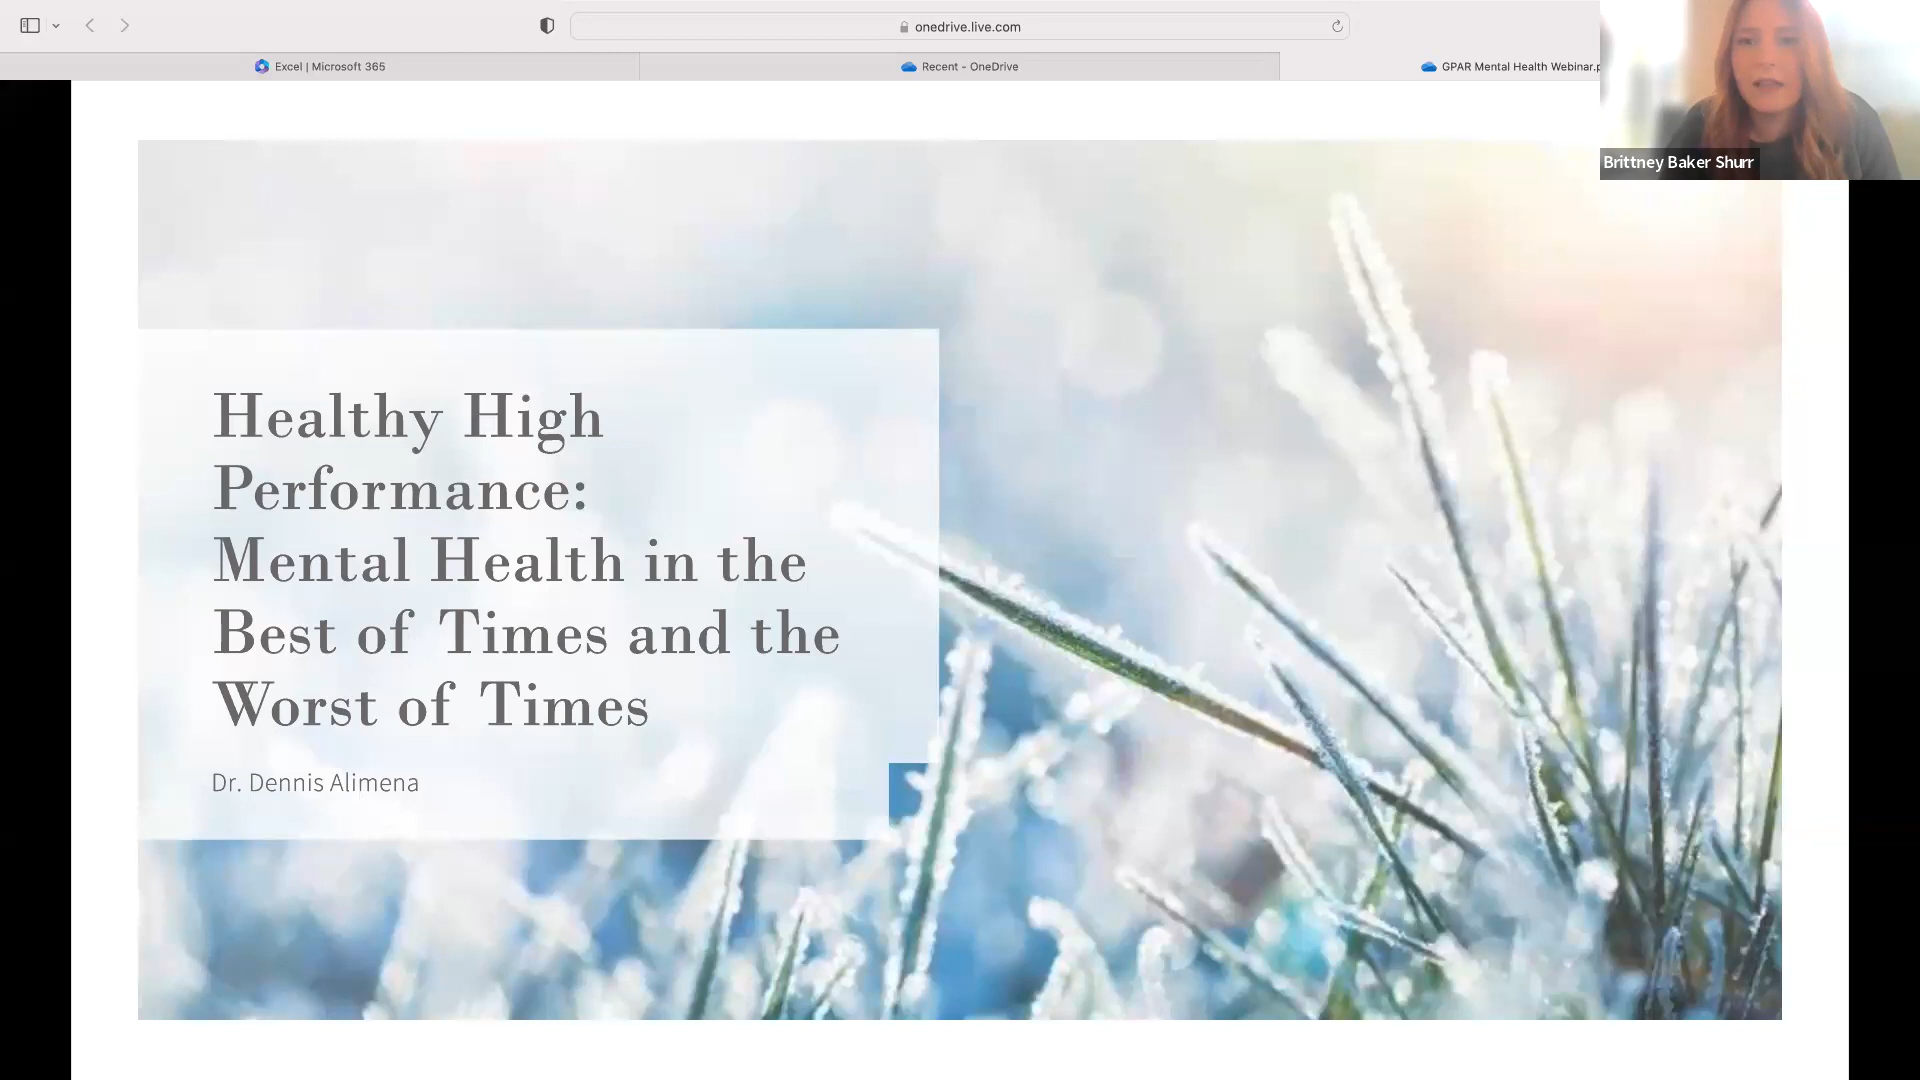 onedrive.live.com
Excel | Microsoft 365
Recent - OneDrive
GPAR Mental Health Webinar.p
Brittney Baker Shurr
Healthy High
Performance:
Mental Health in the
Best of Times and the
Worst of Times
Dr. Dennis Alimena